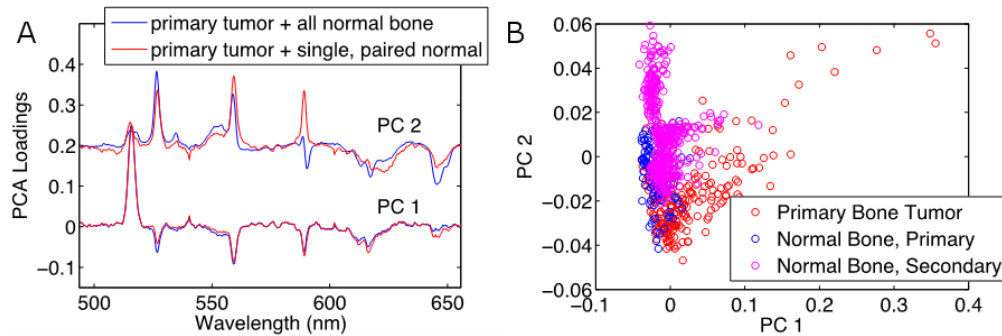 A
primary tumor + all normal bone
primary tumor + single, paired normal
PCA Loadings
0.4
0.3
0.2
0.1
0
−0.1
PC 2
PC 1
500
550
600
650
Wavelength (nm)
B
PC 2
0.06
0.04
0.02
0
−0.02
−0.04
0.06
Primary Bone Tumor
Normal Bone, Primary
Normal Bone, Secondary
−0.1
0
0.1
0.2
0.3
0.4
PC 1